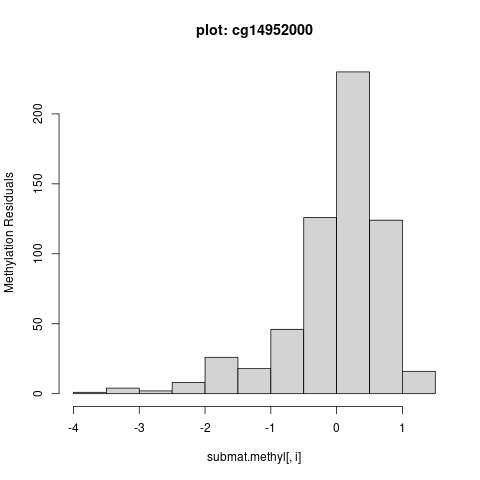 plot: cg14952000
Methylation Residuals
200
150
100
50
0
-4 -3 -2 -1 0 1
submat.methyl[, i]